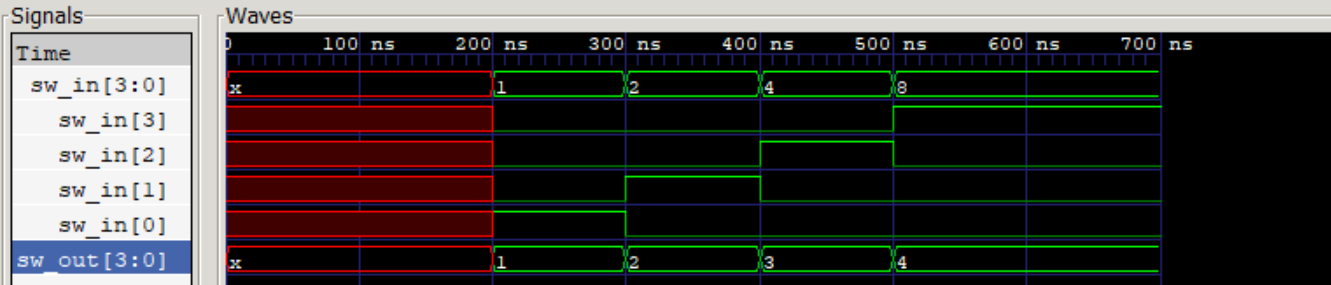 Signals Waves
Time 0 100 ns 200 ns 300 ns 400 ns 500 ns 600 ns 700 ns
sw_in[3:0] x 1 2 4 8
sw_in[3]
sw_in[2]
sw_in[1]
sw_in[0]
sw_out[3:0] x 1 2 3 4